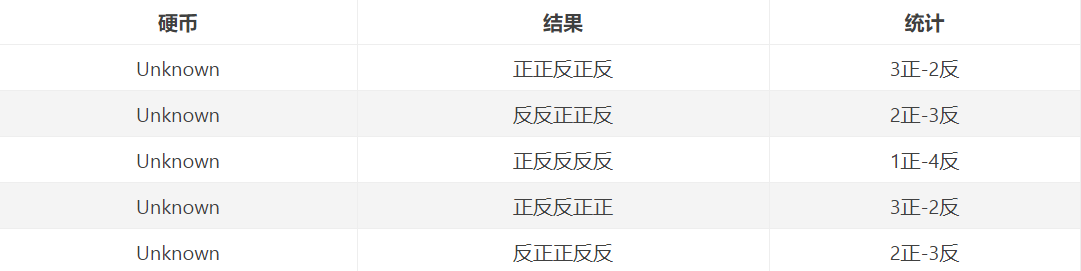 硬币 结果 统计
Unknown 正正反正反 3正-2反
Unknown 反反正正反 2正-3反
Unknown 正反反反反 1正-4反
Unknown 正反反正正 3正-2反
Unknown 反正正反反 2正-3反